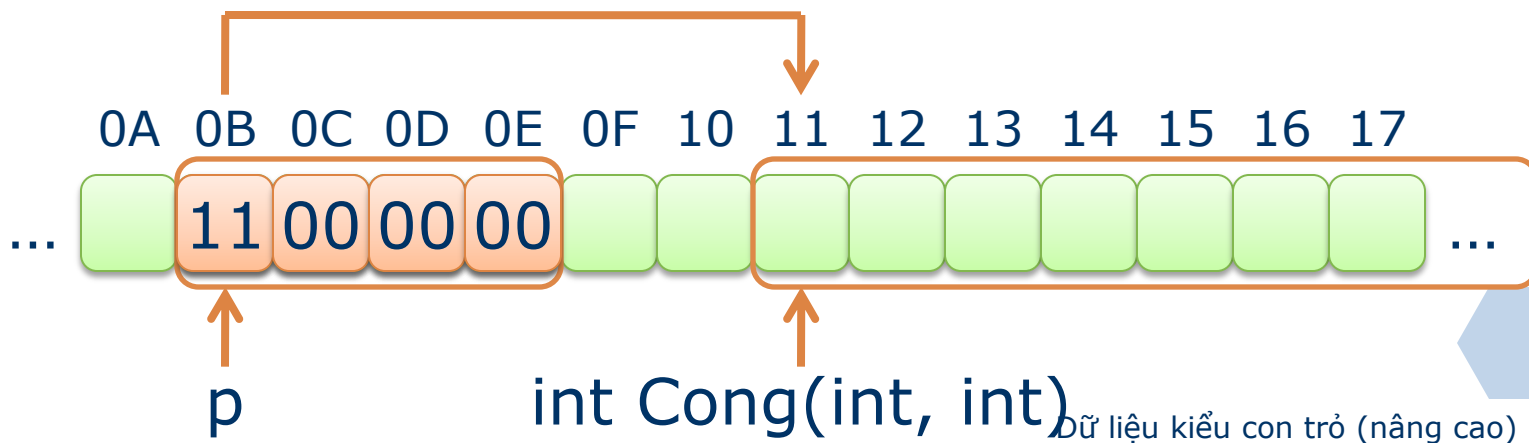 0A 0B 0C 0D 0E 0F 10 11 12 13 14 15 16 17
... 11 00 00 00 ...
p int Cong(int, int)
Dữ liệu kiểu con trỏ (nâng cao)